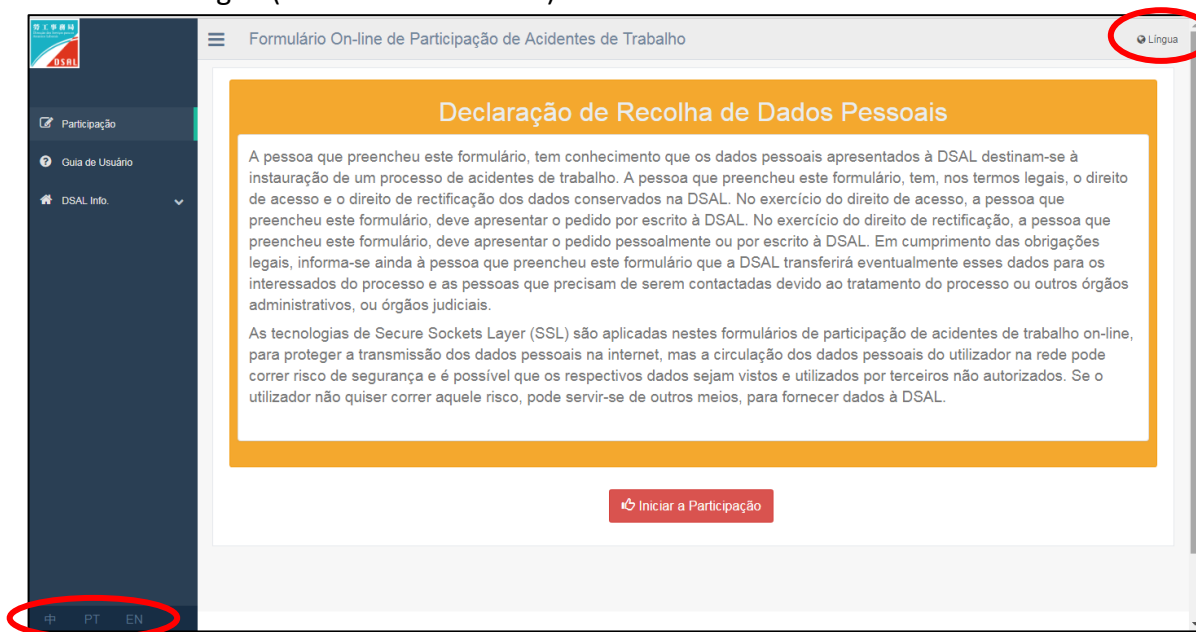 勞工事務局
DSAL
Formulário On-line de Participação de Acidentes de Trabalho
Língua
Participação
Guia de Usuário
DSAL Info.
Declaração de Recolha de Dados Pessoais
A pessoa que preencheu este formulário, tem conhecimento que os dados pessoais apresentados à DSAL destinam-se à
instauração de um processo de acidentes de trabalho. A pessoa que preencheu este formulário, tem, nos termos legais, o direito
de acesso e o direito de rectificação dos dados conservados na DSAL. No exercício do direito de acesso, a pessoa que
preencheu este formulário, deve apresentar o pedido por escrito à DSAL. No exercício do direito de rectificação, a pessoa que
preencheu este formulário, deve apresentar o pedido pessoalmente ou por escrito à DSAL. Em cumprimento das obrigações
legais, informa-se ainda à pessoa que preencheu este formulário que a DSAL transferirá eventualmente esses dados para os
interessados do processo e as pessoas que precisam de serem contactadas devido ao tratamento do processo ou outros órgãos
administrativos, ou órgãos judiciais.
As tecnologias de Secure Sockets Layer (SSL) são aplicadas nestes formulários de participação de acidentes de trabalho on-line,
para proteger a transmissão dos dados pessoais na internet, mas a circulação dos dados pessoais do utilizador na rede pode
correr risco de segurança e é possível que os respectivos dados sejam vistos e utilizados por terceiros não autorizados. Se o
utilizador não quiser correr aquele risco, pode servir-se de outros meios, para fornecer dados à DSAL.
Iniciar a Participação
中 PT EN